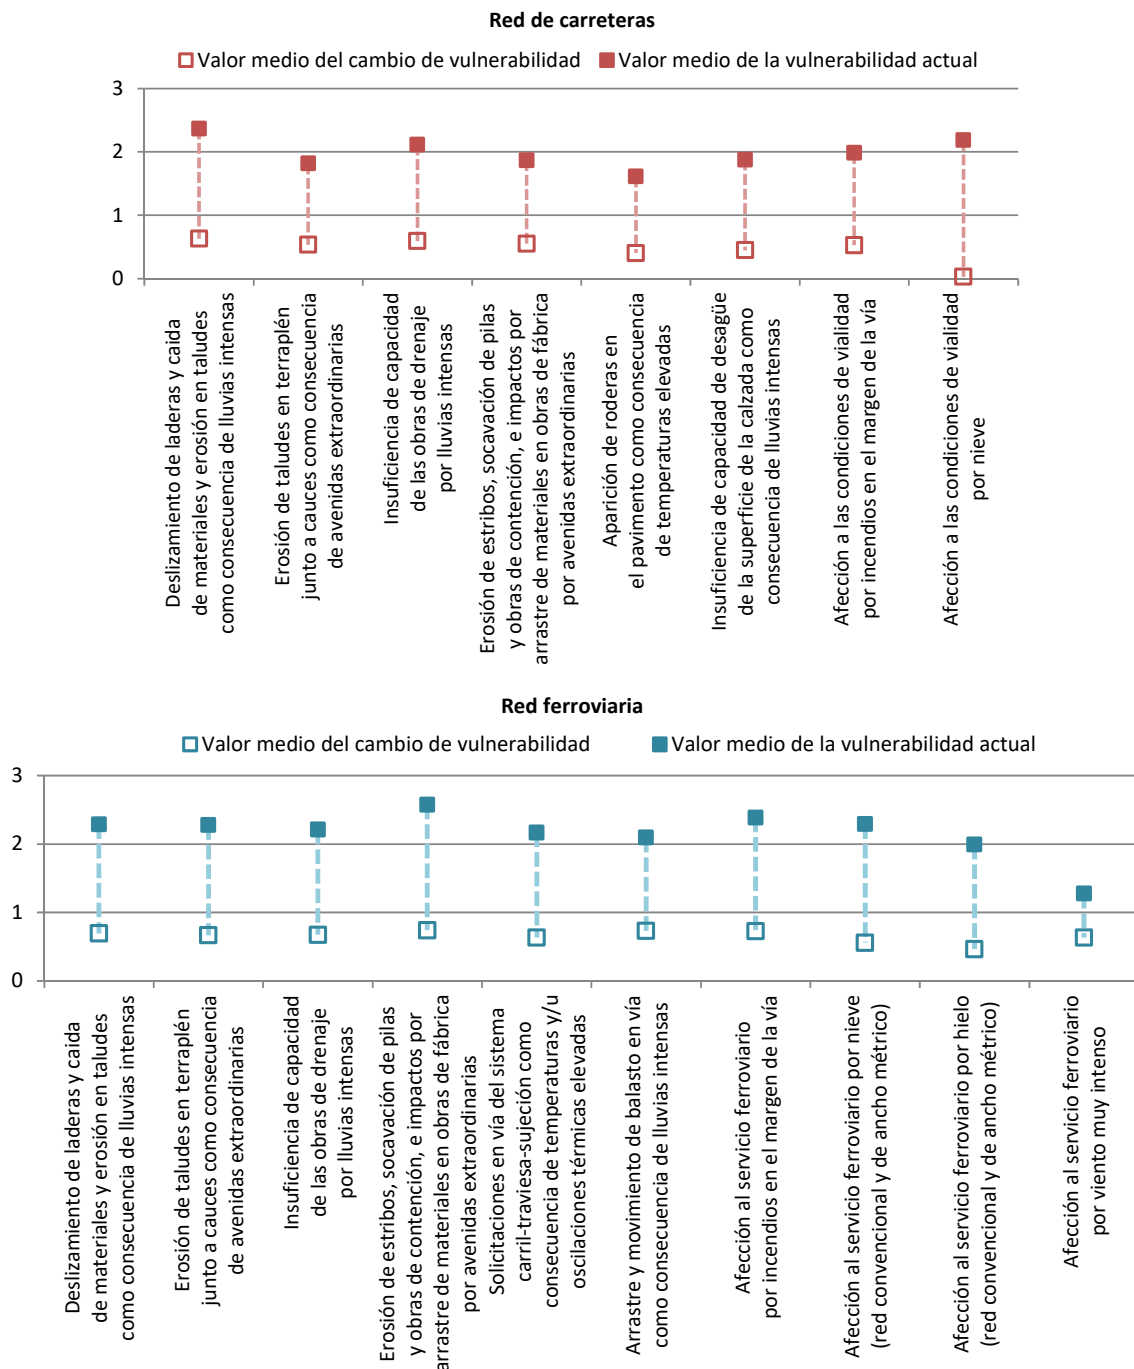 Red de carreteras
Valor medio del cambio de vulnerabilidad
Valor medio de la vulnerabilidad actual
3
2
1
0
Deslizamiento de laderas y caida
de materiales y erosión en taludes
como consecuencia de lluvias intensas
Erosión de taludes en terraplén
junto a cauces como consecuencia
de avenidas extraordinarias
Insuficiencia de capacidad
de las obras de drenaje
por lluvias intensas
Erosión de estribos, socavación de pilas
y obras de contención, e impactos por
arrastre de materiales en obras de fábrica
por avenidas extraordinarias
Aparición de roderas en
el pavimento como consecuencia
de temperaturas elevadas
Insuficiencia de capacidad de desagüe
de la superficie de la calzada como
consecuencia de lluvias intensas
Afección a las condiciones de vialidad
por incendios en el margen de la vía
Afección a las condiciones de vialidad
por nieve
Red ferroviaria
Valor medio del cambio de vulnerabilidad
Valor medio de la vulnerabilidad actual
3
2
1
0
Deslizamiento de laderas y caida
de materiales y erosión en taludes
como consecuencia de lluvias intensas
Erosión de taludes en terraplén
junto a cauces como consecuencia
de avenidas extraordinarias
Insuficiencia de capacidad
de las obras de drenaje
por lluvias intensas
Erosión de estribos, socavación de pilas
y obras de contención, e impactos por
arrastre de materiales en obras de fábrica
por avenidas extraordinarias
Solicitaciones en vía del sistema
carril-traviesa-sujeción como
consecuencia de temperaturas y/u
oscilaciones térmicas elevadas
Arrastre y movimiento de balasto en vía
como consecuencia de lluvias intensas
Afección al servicio ferroviario
por incendios en el margen de la vía
Afección al servicio ferroviario por nieve
(red convencional y de ancho métrico)
Afección al servicio ferroviario por hielo
(red convencional y de ancho métrico)
Afección al servicio ferroviario
por viento muy intenso